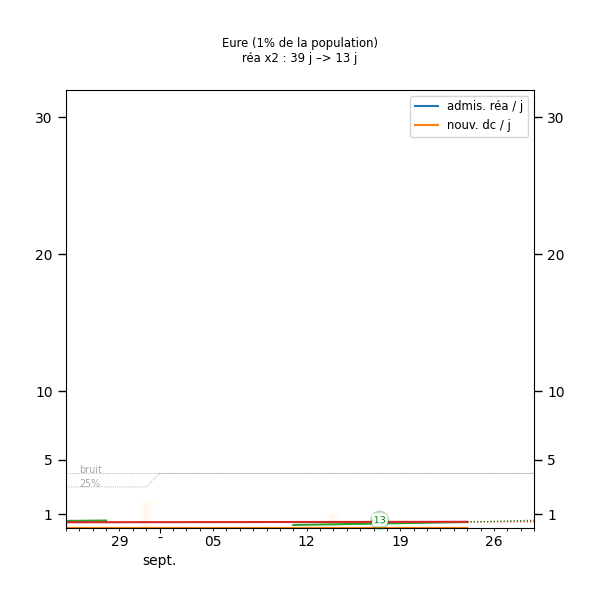 Eure (1% de la population)
réa x2 : 39 j –> 13 j
admis. réa / j
nouv. dc / j
30 30
20 20
10 10
bruit
5 5
25%
13
1 1
29 - 05 12 19 26
sept.